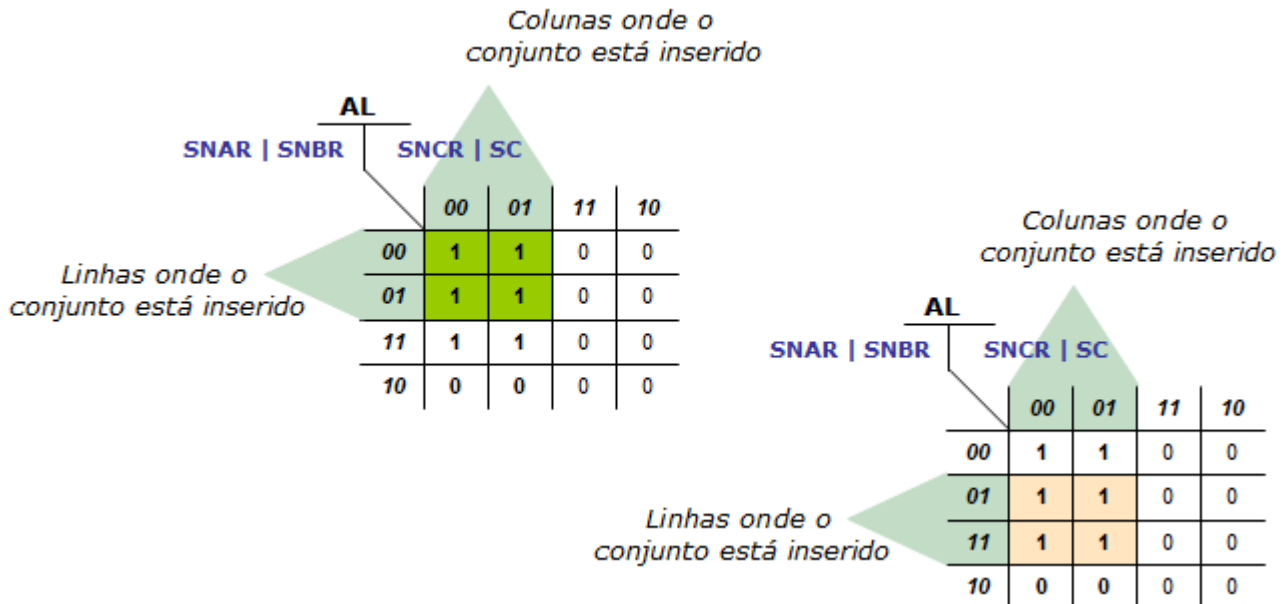 Colunas onde o
conjunto está inserido
AL
SNAR | SNBR SNCR | SC
00 01 11 10
00 1 1 0 0
01 1 1 0 0
11 1 1 0 0
10 0 0 0 0
Linhas onde o
conjunto está inserido
Colunas onde o
conjunto está inserido
AL
SNAR | SNBR SNCR | SC
00 01 11 10
00 1 1 0 0
01 1 1 0 0
11 1 1 0 0
10 0 0 0 0
Linhas onde o
conjunto está inserido